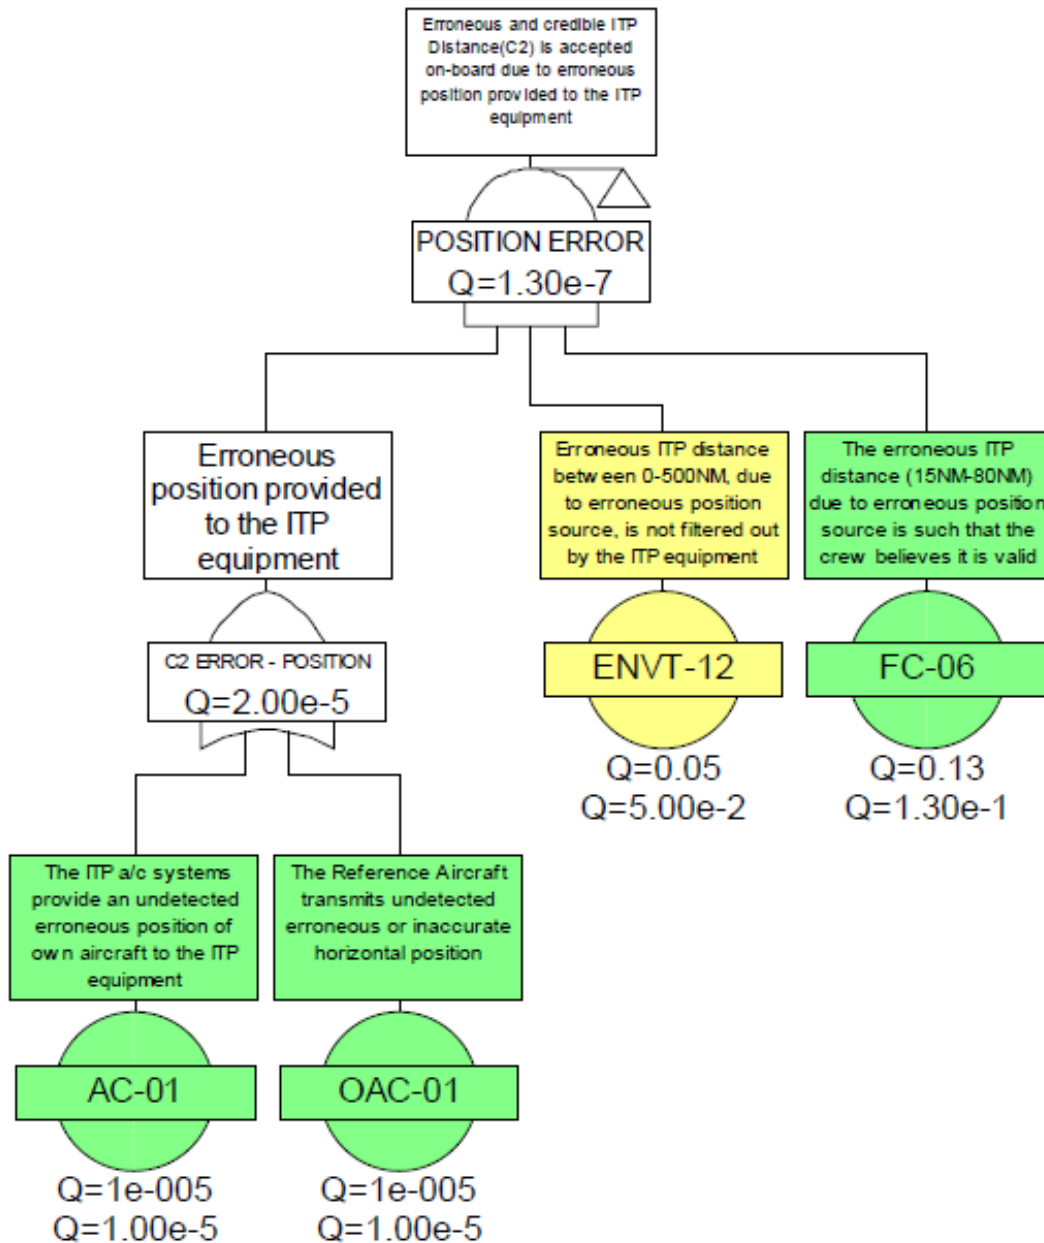 Erroneous and credible ITP
Distance(C2) is accepted
on-board due to erroneous
position provided to the ITP
equipment
POSITION ERROR
Q=1.30e-7
Erroneous
position provided
to the ITP
equipment
C2 ERROR - POSITION
Q=2.00e-5
Erroneous ITP distance
between 0-500NM, due
to erroneous position
source, is not filtered out
by the ITP equipment
ENVT-12
Q=0.05
Q=5.00e-2
The erroneous ITP
distance (15NM-80NM)
due to erroneous position
source is such that the
crew believes it is valid
FC-06
Q=0.13
Q=1.30e-1
The ITP a/c systems
provide an undetected
erroneous position of
own aircraft to the ITP
equipment
AC-01
Q=1e-005
Q=1.00e-5
The Reference Aircraft
transmits undetected
erroneous or inaccurate
horizontal position
OAC-01
Q=1e-005
Q=1.00e-5